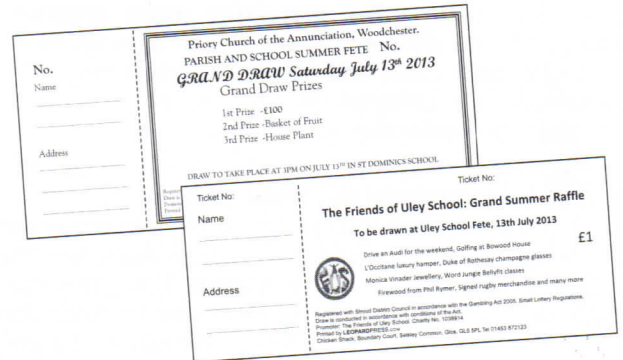 No.
Name
Address
Priory Church of the Annunciation, Woodchester.
PARISH AND SCHOOL SUMMER FETE No.
GRAND DRAW Saturday July 13th 2013
Grand Draw Prizes
1st Prize -£100
2nd Prize -Basket of Fruit
3rd Prize -House Plant
DRAW TO TAKE PLACE AT 3PM ON JULY 13TH IN ST DOMINICS SCHOOL
Ticket No:
Name
Address
Ticket No:
The Friends of Uley School: Grand Summer Raffle
To be drawn at Uley School Fete, 13th July 2013
£1
Drive an Audi for the weekend, Golfing at Bowood House
L'Occitane luxury hamper, Duke of Rothesay champagne glasses
Monica Vinader Jewellery, Word Jungle Bellyfit classes
Firewood from Phil Rymer, Signed rugby merchandise and many more
Registered with Stroud District Council in accordance with the Gambling Act 2005. Small Lottery Regulations.
Draw is conducted in accordance with conditions of the Act.
Promoter: The Friends of Uley School. Charity No. 1038914
Printed by LEOPARDPRESS.com
Chicken Shack, Boundary Court, Selsley Common, Glos, GL5 5PL Tel 01453 872123